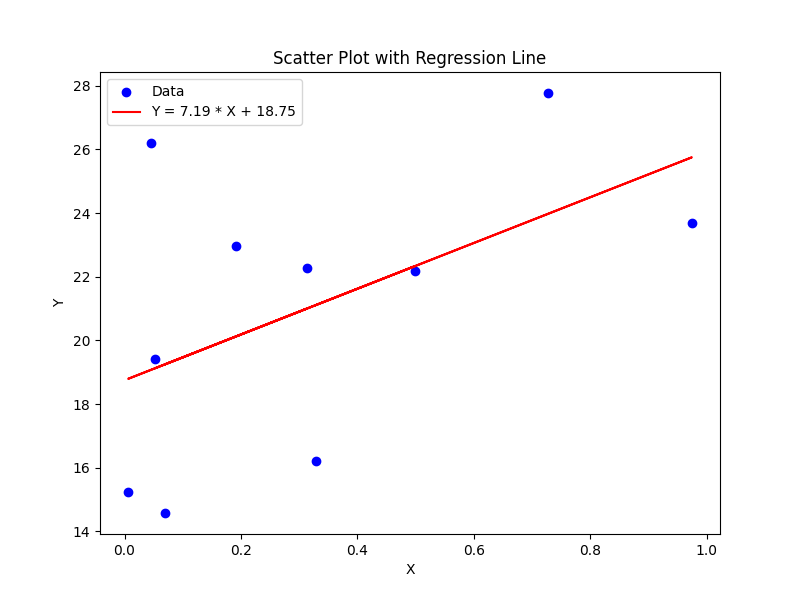 Scatter Plot with Regression Line
Data
Y = 7.19 * X + 18.75
28
26
24
22
20
18
16
14
Y
0.0 0.2 0.4 0.6 0.8 1.0
X